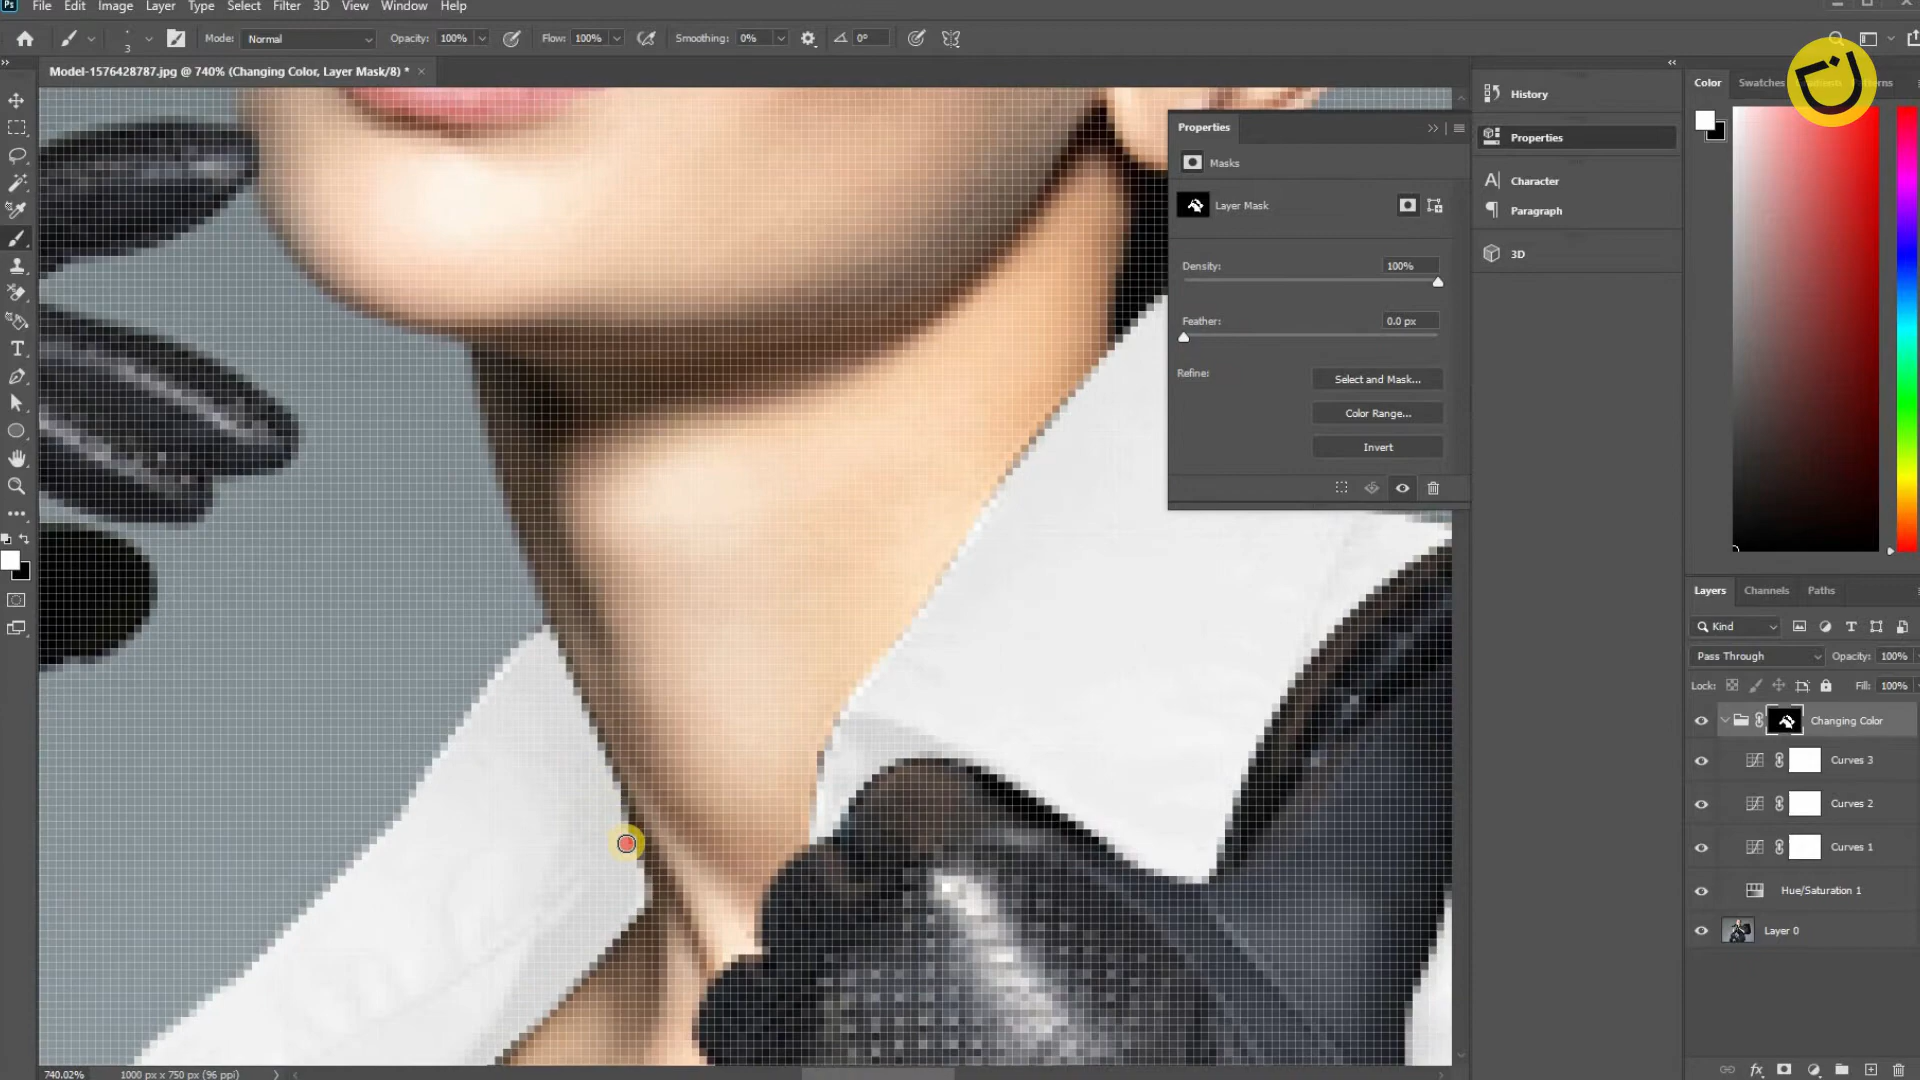 File Edit Image Layer Type Select Filter 3D View Window Help
3 Mode: Normal Opacity: 100% Flow: 100% Smoothing: 0% 0°
Model-1576428787.jpg @ 740% (Changing Color, Layer Mask/8) *
Properties
Masks
Layer Mask
Density: 100%
Feather: 0.0 px
Refine:
Select and Mask...
Color Range...
Invert
History
Properties
Character
Paragraph
3D
Color Swatches
Layers Channels Paths
Kind
Pass Through Opacity: 100%
Lock: Fill: 100%
Changing Color
Curves 3
Curves 2
Curves 1
Hue/Saturation 1
Layer 0
740.02% 1000 px x 750 px (96 ppi)